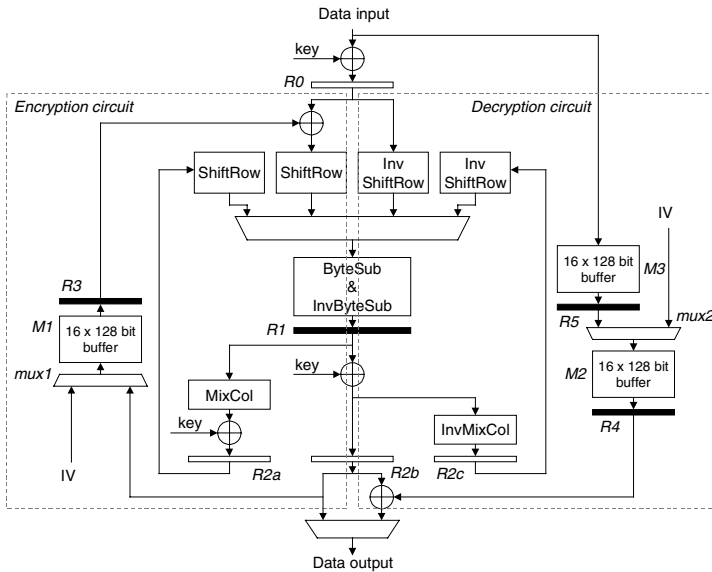 Data input
key
R0
Encryption circuit
Decryption circuit
ShiftRow
ShiftRow
Inv
ShiftRow
Inv
ShiftRow
IV
ByteSub
&
InvByteSub
R1
R3
M1
16 x 128 bit
buffer
mux1
IV
16 x 128 bit
buffer
M3
R5
mux2
M2
16 x 128 bit
buffer
R4
MixCol
key
key
InvMixCol
R2a
R2b
R2c
Data output